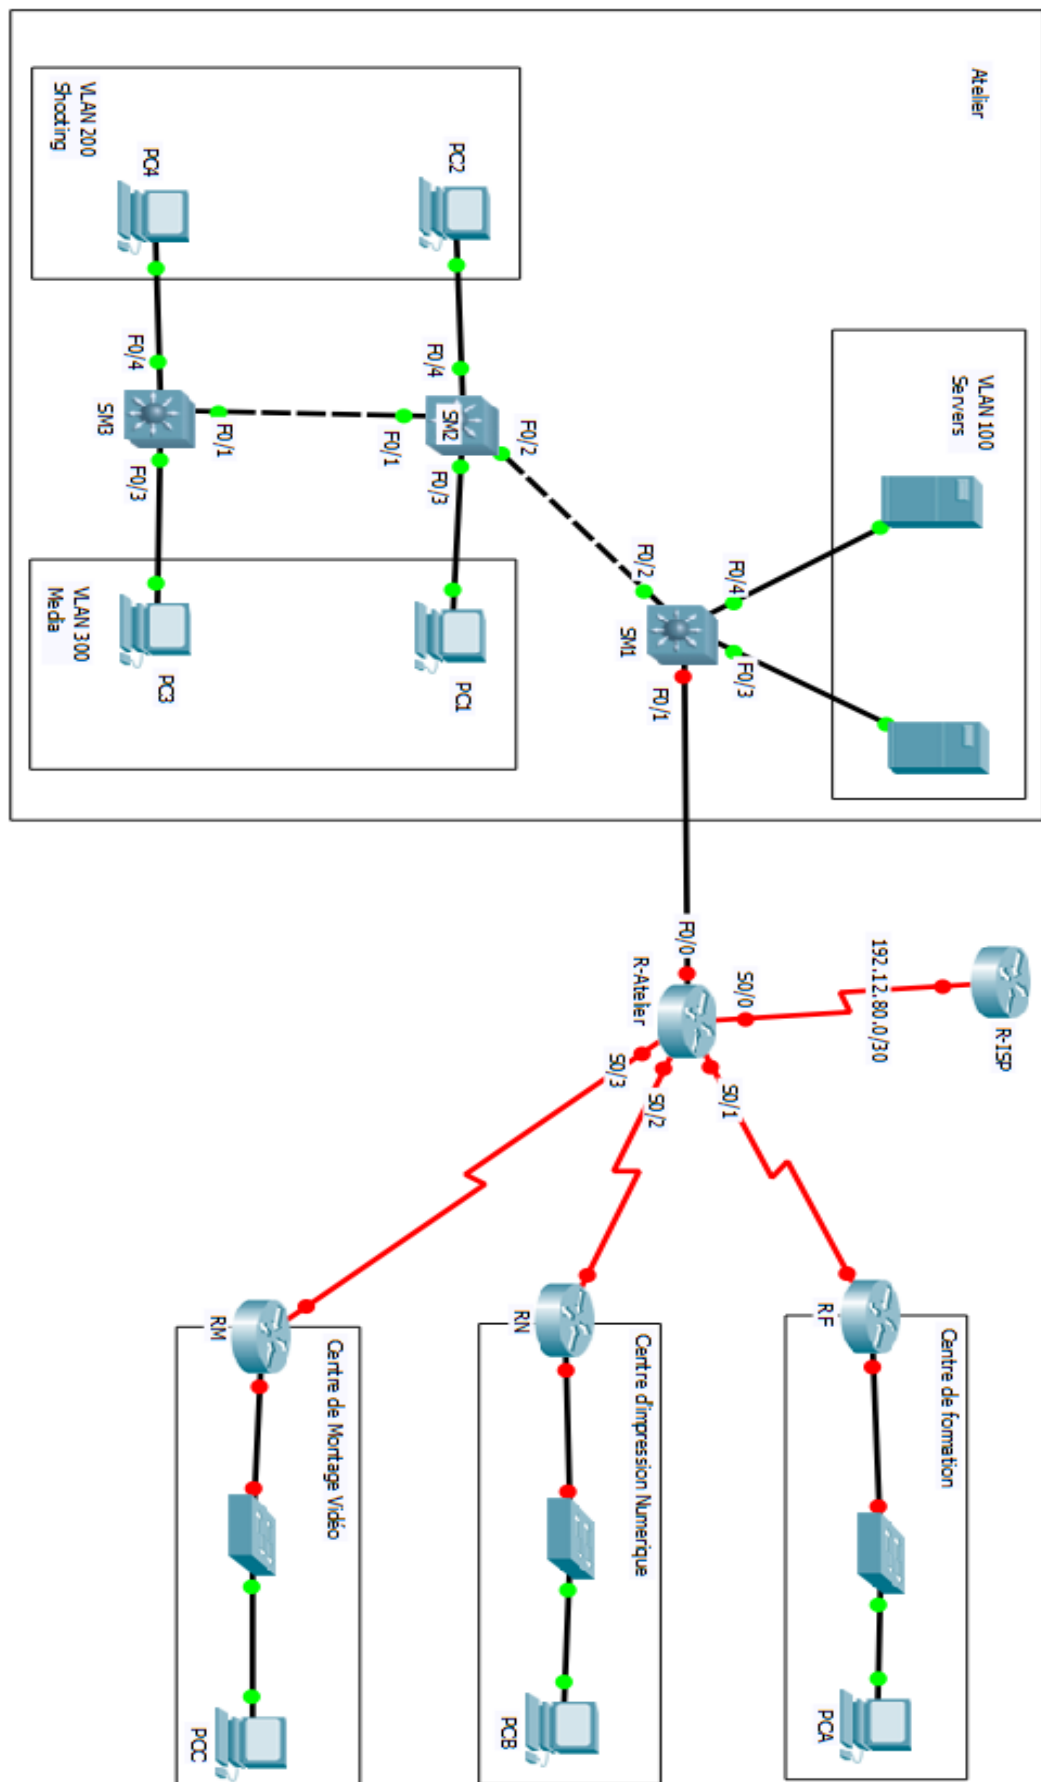 Atelier
VLAN 100
Servers
VLAN 200
Shooting
PC4
PC2
F0/4
F0/4
SM3
F0/1
F0/1
SM2
F0/2
F0/3
F0/3
VLAN 300
Media
PC3
PC1
F0/2
F0/4
SM1
F0/3
F0/1
F0/0
R-Atelier
S0/0
192.12.80.0/30
R-ISP
S0/1
S0/2
S0/3
RF
Centre de formation
PCA
RN
Centre d'impression Numerique
PCB
RM
Centre de Montage Vidéo
PCC